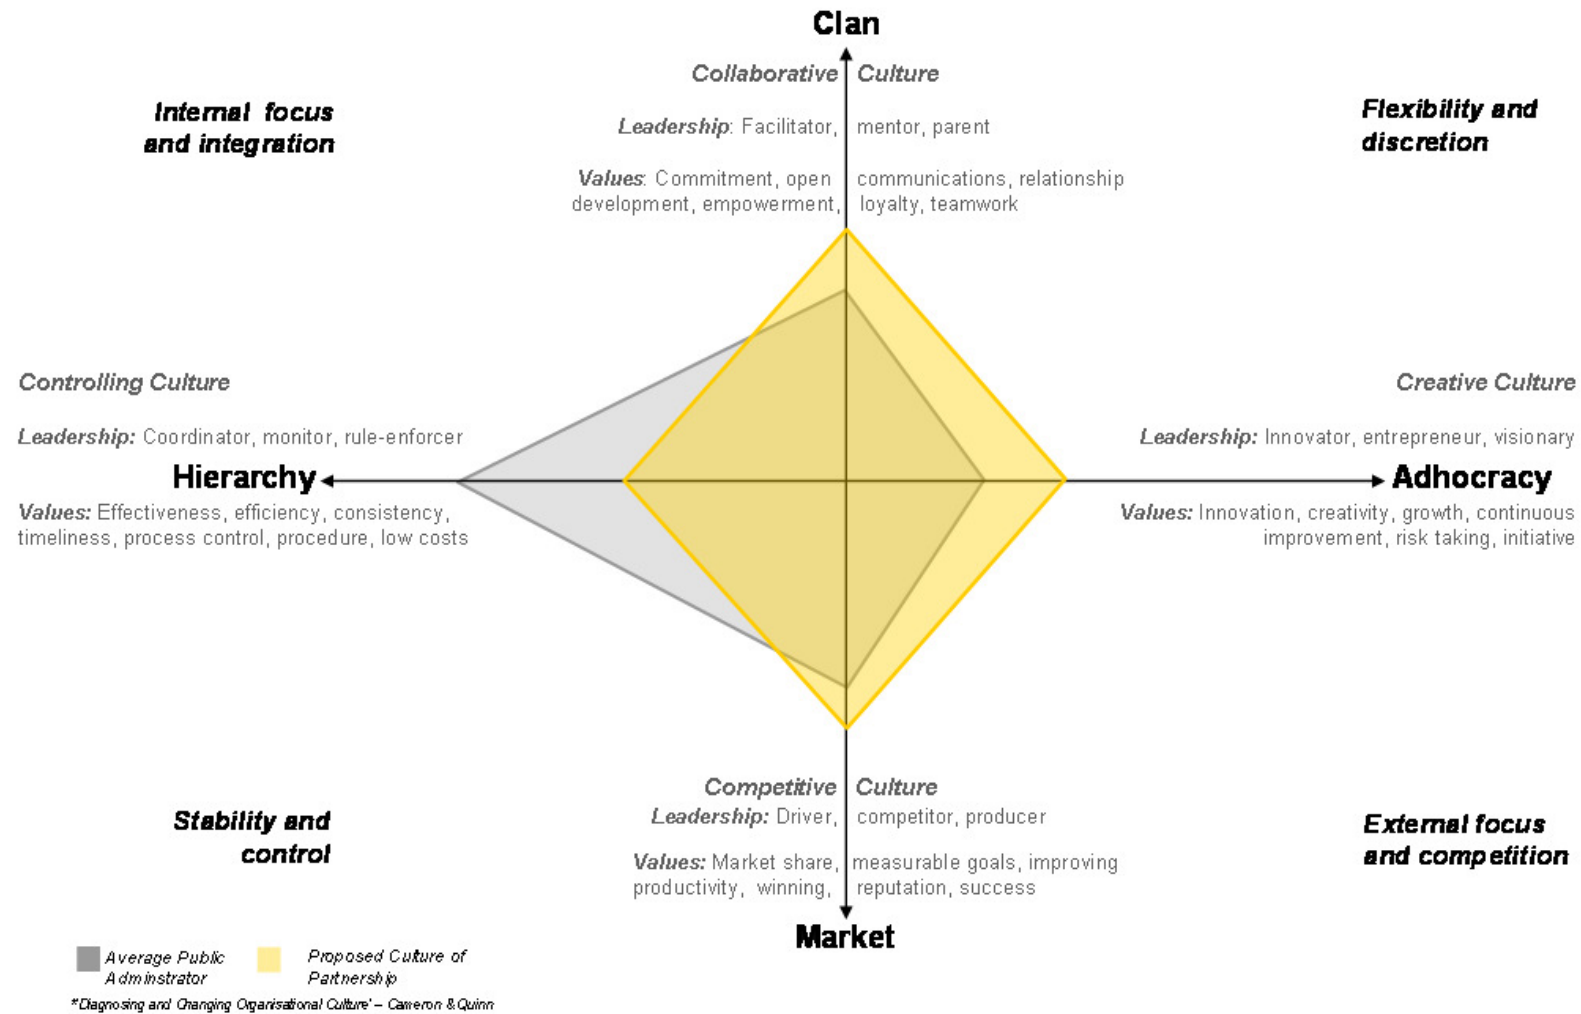 Clan
Collaborative Culture
Internal focus
and integration
Flexibility and
discretion
Leadership: Facilitator, mentor, parent
Values: Commitment, open communications, relationship
development, empowerment, loyalty, teamwork
Controlling Culture
Creative Culture
Leadership: Coordinator, monitor, rule-enforcer
Leadership: Innovator, entrepreneur, visionary
Hierarchy
Adhocracy
Values: Effectiveness, efficiency, consistency,
timeliness, process control, procedure, low costs
Values: Innovation, creativity, growth, continuous
improvement, risk taking, initiative
Competitive Culture
Leadership: Driver, competitor, producer
Stability and
control
External focus
and competition
Values: Market share, measurable goals, improving
productivity, winning, reputation, success
Market
Average Public
Adminstrator
Proposed Culture of
Partnership
*'Diagnosing and Changing Organisational Culture' – Cameron & Quinn